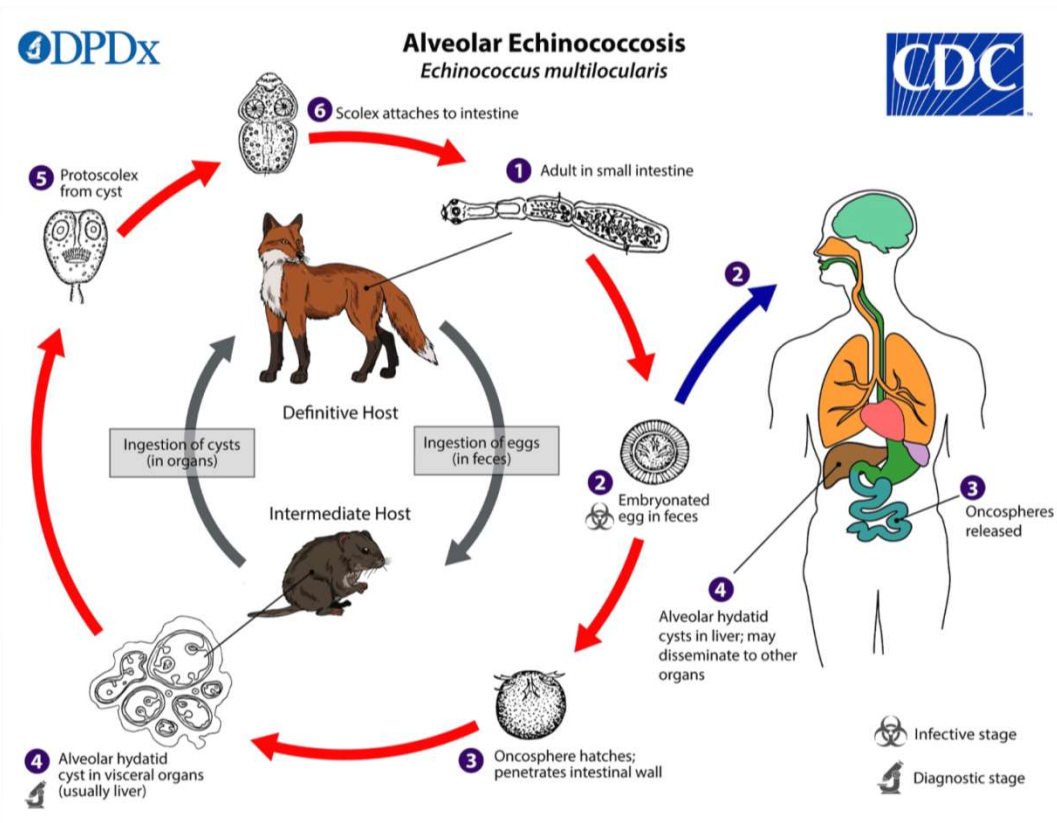 DPDx
Alveolar Echinococcosis
Echinococcus multilocularis
CDC
TM
6 Scolex attaches to intestine
5 Protoscolex
from cyst
1 Adult in small intestine
2
Definitive Host
Ingestion of cysts
(in organs)
Ingestion of eggs
(in feces)
2 Embryonated
egg in feces
Intermediate Host
3
Oncospheres
released
4
Alveolar hydatid
cysts in liver; may
disseminate to other
organs
4 Alveolar hydatid
cyst in visceral organs
(usually liver)
3 Oncosphere hatches;
penetrates intestinal wall
Infective stage
Diagnostic stage